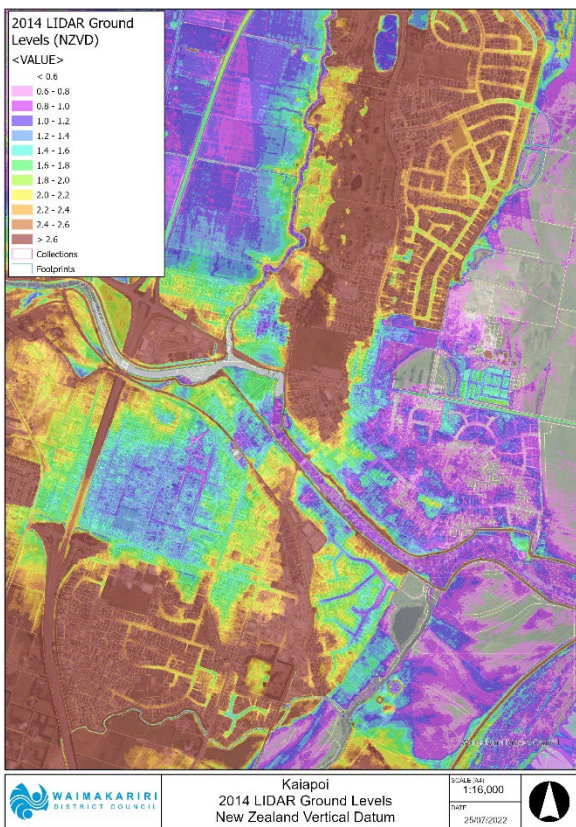 2014 LIDAR Ground
Levels (NZVD)
<VALUE>
< 0.6
0.6 - 0.8
0.8 - 1.0
1.0 - 1.2
1.2 - 1.4
1.4 - 1.6
1.6 - 1.8
1.8 - 2.0
2.0 - 2.2
2.2 - 2.4
2.4 - 2.6
> 2.6
Collections
Footprints
WAIMAKARIRI
DISTRICT COUNCIL
Kaiapoi
2014 LIDAR Ground Levels
New Zealand Vertical Datum
SCALE (A4)
1:16,000
DATE
25/07/2022